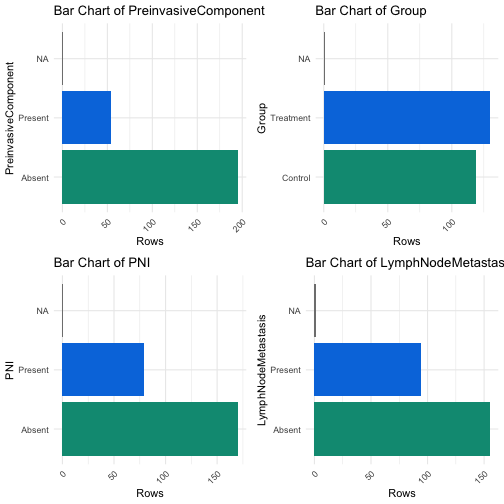 Bar Chart of PreinvasiveComponent
PreinvasiveComponent
NA
Present
Absent
0
50
100
150
200
Rows
Bar Chart of Group
Group
NA
Treatment
Control
0
50
100
Rows
Bar Chart of PNI
PNI
NA
Present
Absent
0
50
100
150
Rows
Bar Chart of LymphNodeMetastas
LymphNodeMetastasis
NA
Present
Absent
0
50
100
150
Rows